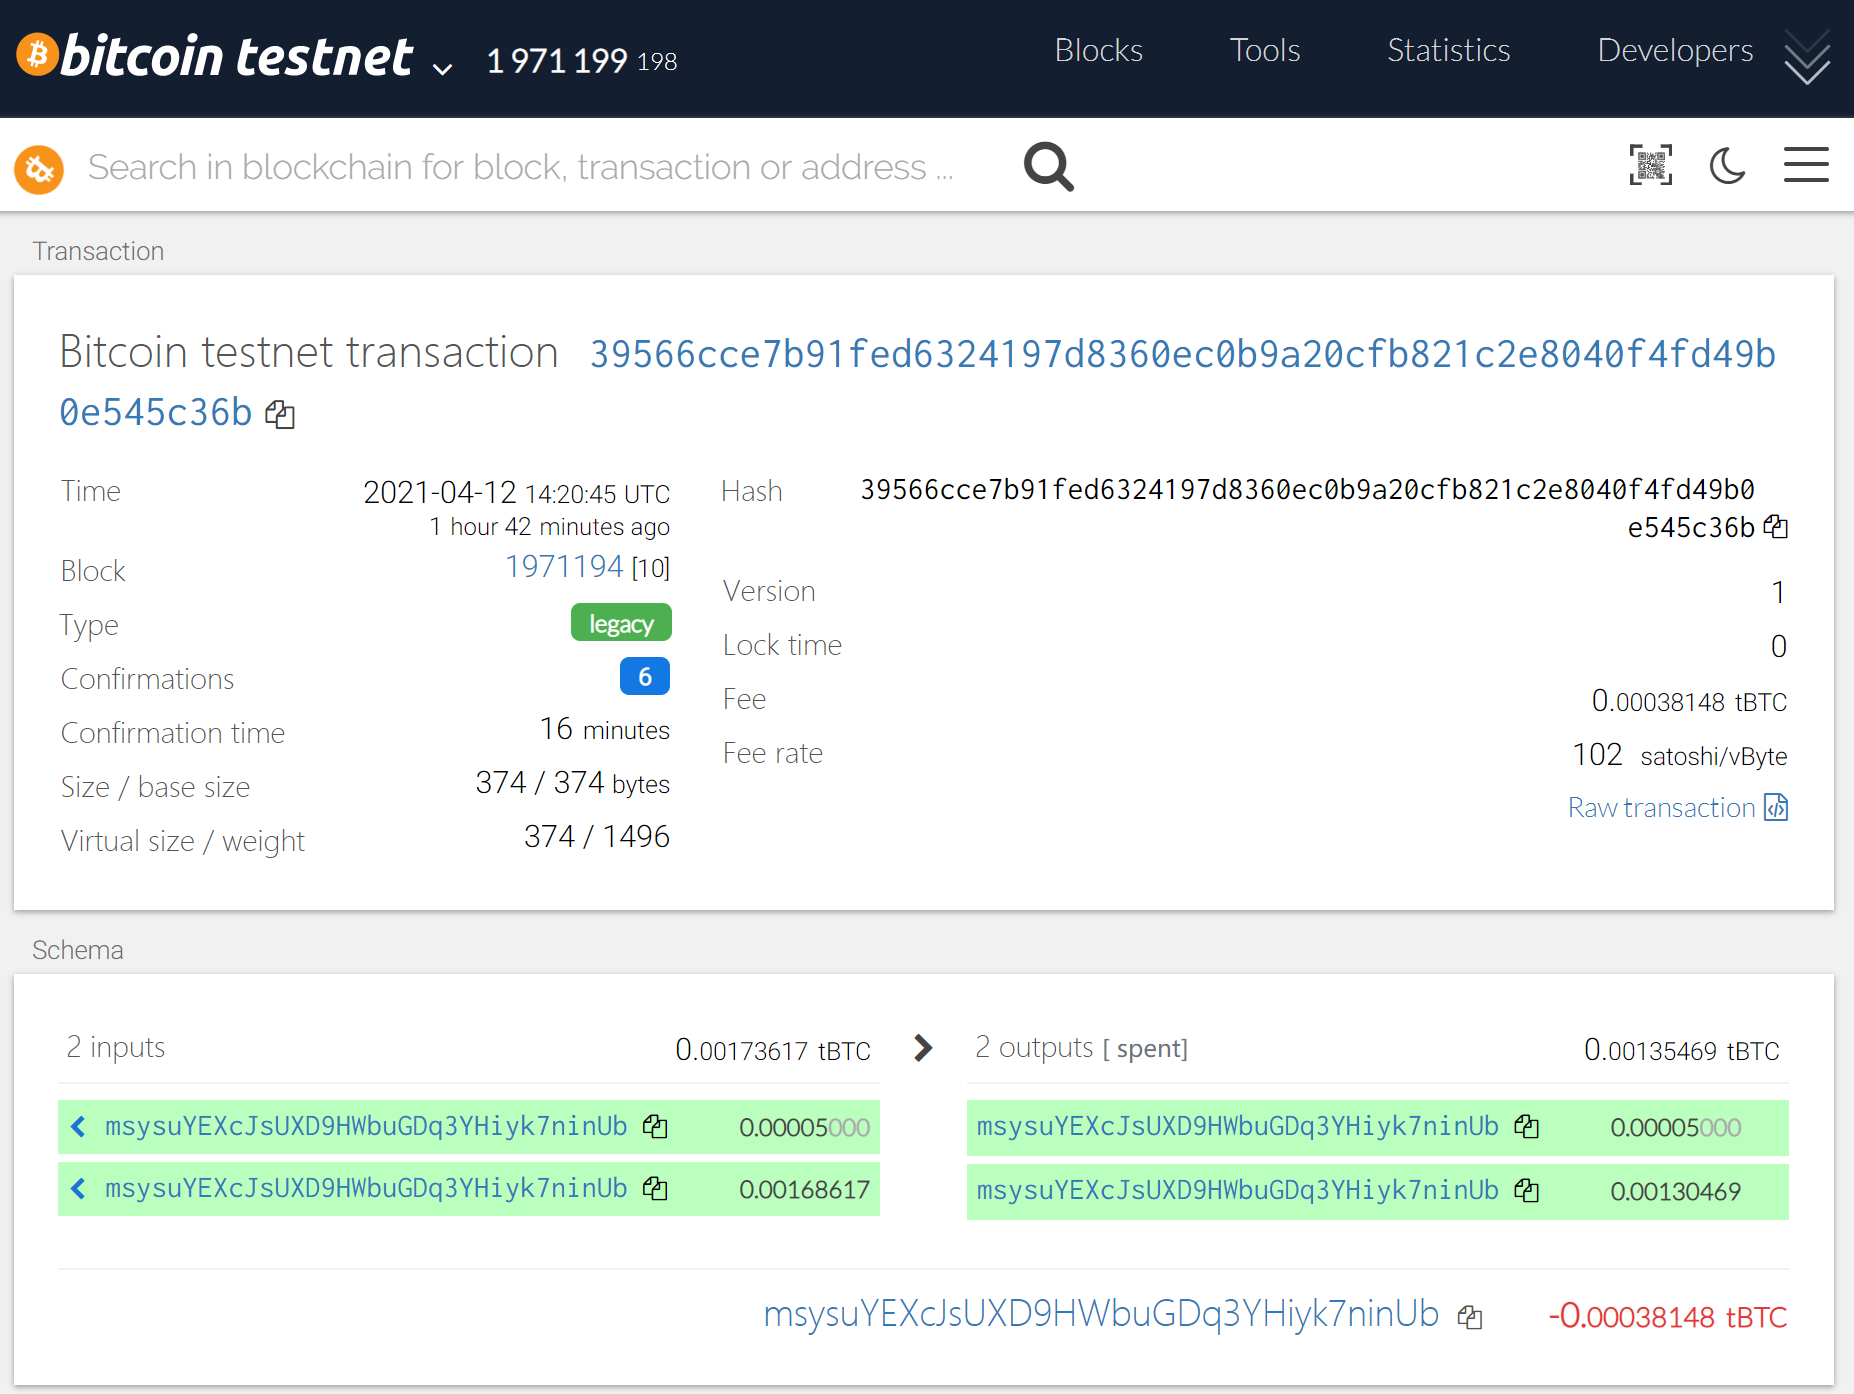 bitcoin testnet 1 971 199 198 Blocks Tools Statistics Developers
Search in blockchain for block, transaction or address ...
Transaction
Bitcoin testnet transaction 39566cce7b91fed6324197d8360ec0b9a20cfb821c2e8040f4fd49b
0e545c36b
Time 2021-04-12 14:20:45 UTC
1 hour 42 minutes ago
Block 1971194 [10]
Type legacy
Confirmations 6
Confirmation time 16 minutes
Size / base size 374 / 374 bytes
Virtual size / weight 374 / 1496
Hash 39566cce7b91fed6324197d8360ec0b9a20cfb821c2e8040f4fd49b0
e545c36b
Version 1
Lock time 0
Fee 0.00038148 tBTC
Fee rate 102 satoshi/vByte
Raw transaction
Schema
2 inputs 0.00173617 tBTC
msysuYEXcJsUXD9HWbuGDq3YHiyk7ninUb 0.00005000
msysuYEXcJsUXD9HWbuGDq3YHiyk7ninUb 0.00168617
2 outputs [ spent] 0.00135469 tBTC
msysuYEXcJsUXD9HWbuGDq3YHiyk7ninUb 0.00005000
msysuYEXcJsUXD9HWbuGDq3YHiyk7ninUb 0.00130469
msysuYEXcJsUXD9HWbuGDq3YHiyk7ninUb -0.00038148 tBTC